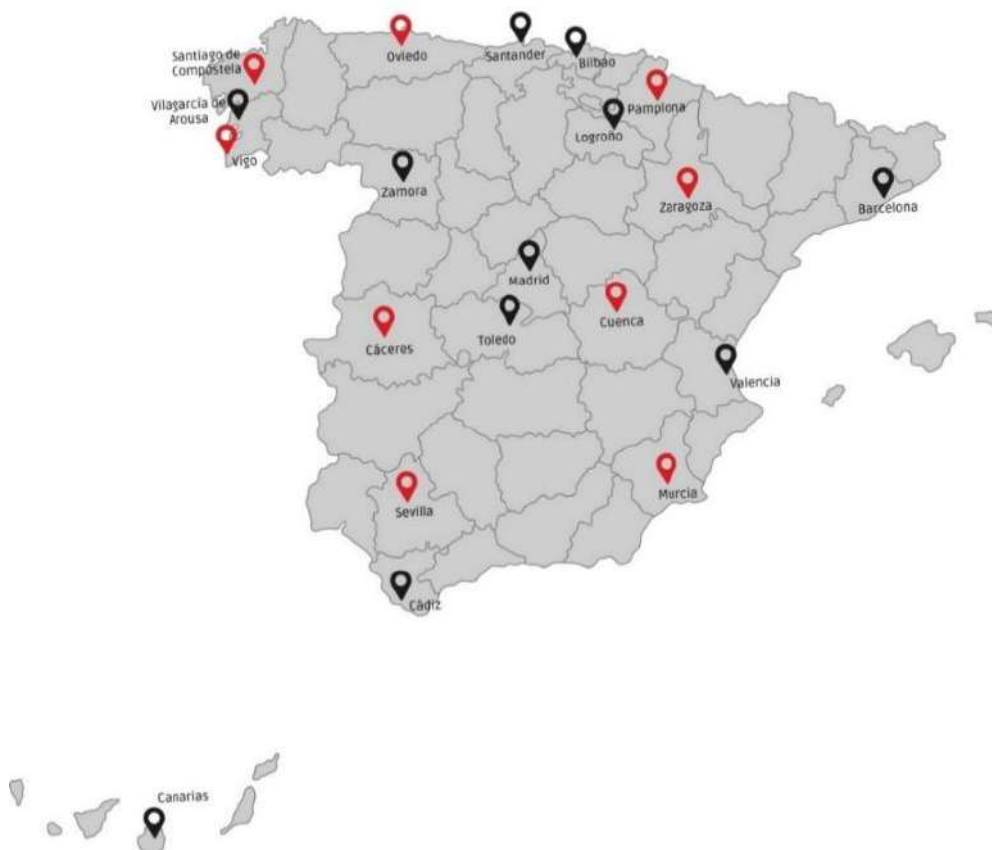 Santiago de
Compostela
Oviedo
Santander
Bilbao
Pamplona
Vilagarcía de
Arousa
Logroño
Vigo
Zamora
Zaragoza
Barcelona
Madrid
Cuenca
Toledo
Cáceres
Valencia
Murcia
Sevilla
Cádiz
Canarias